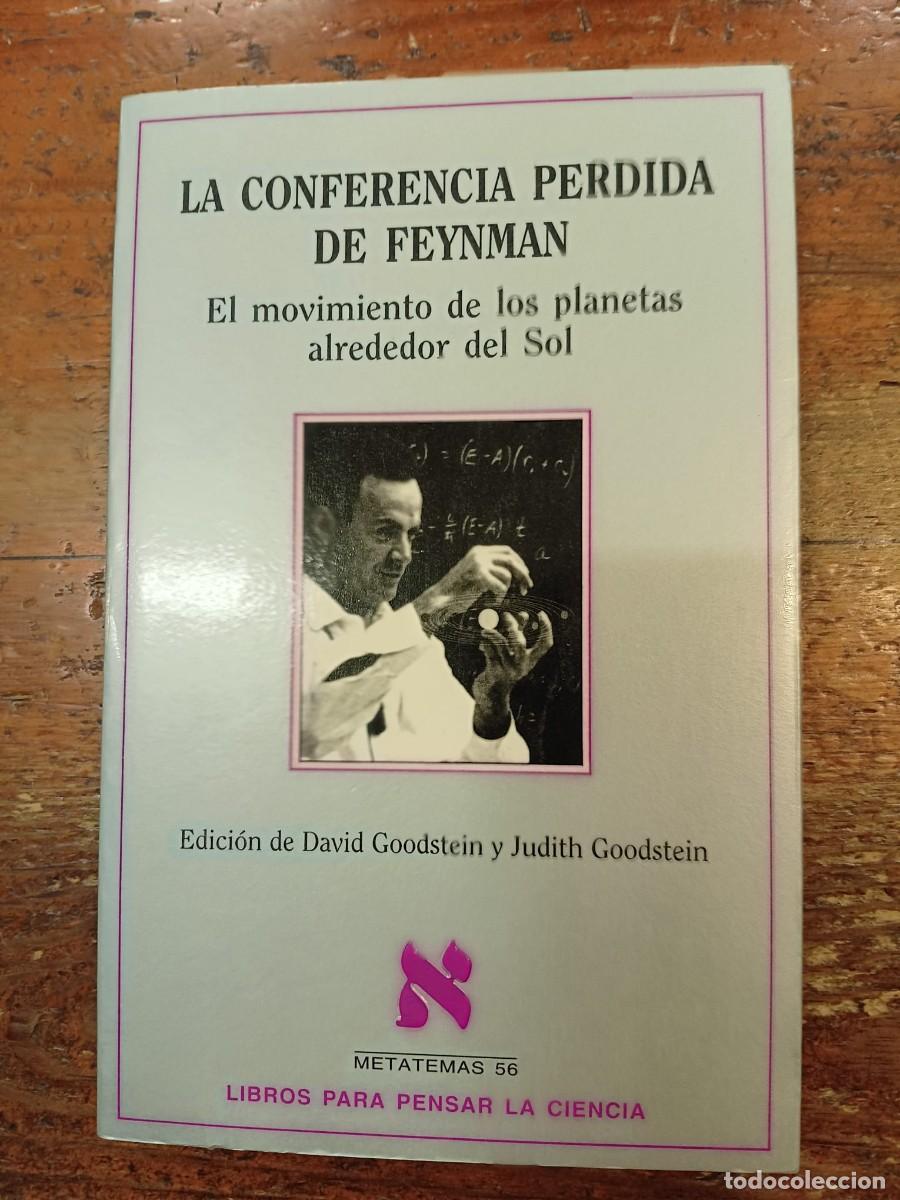 LA CONFERENCIA PERDIDA
DE FEYNMAN
El movimiento de los planetas
alrededor del Sol
) = (E-A)(r, + r)
(E-A) t
a
Edición de David Goodstein y Judith Goodstein
א
METATEMAS 56
LIBROS PARA PENSAR LA CIENCIA
todocoleccion